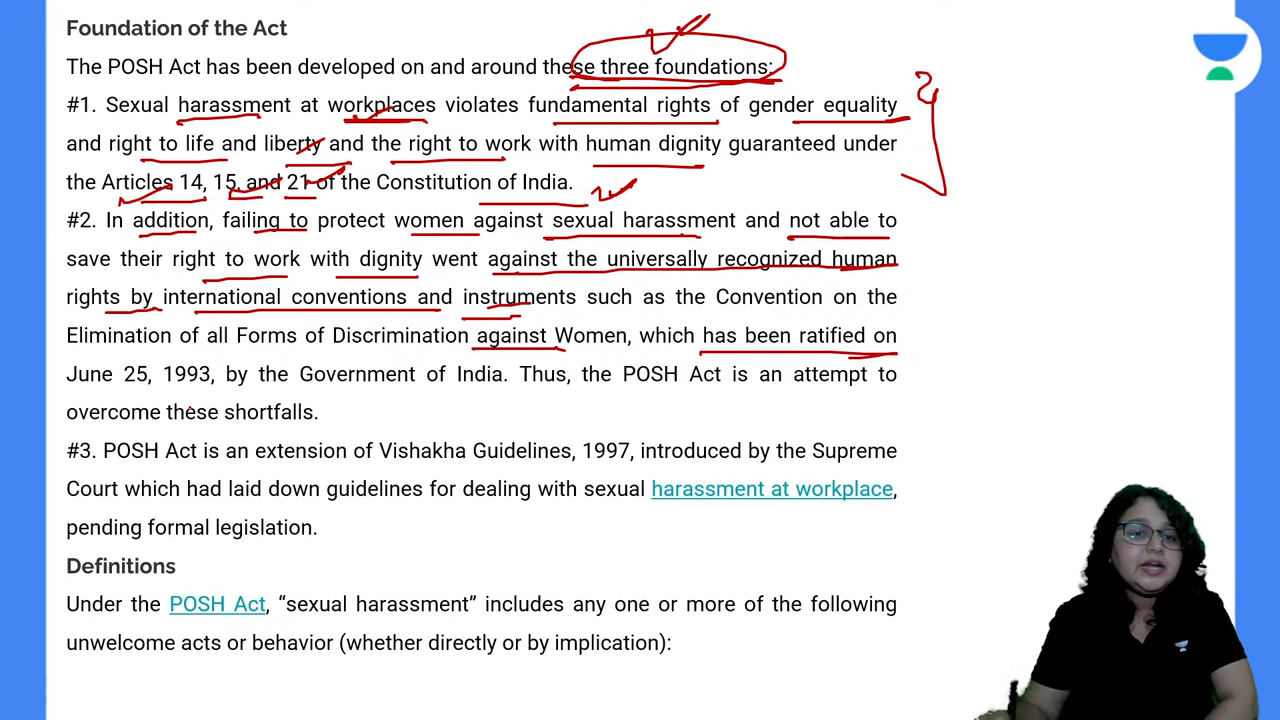 Foundation of the Act
The POSH Act has been developed on and around these three foundations:
#1. Sexual harassment at workplaces violates fundamental rights of gender equality
and right to life and liberty and the right to work with human dignity guaranteed under
the Articles 14, 15, and 21 of the Constitution of India.
#2. In addition, failing to protect women against sexual harassment and not able to
save their right to work with dignity went against the universally recognized human
rights by international conventions and instruments such as the Convention on the
Elimination of all Forms of Discrimination against Women, which has been ratified on
June 25, 1993, by the Government of India. Thus, the POSH Act is an attempt to
overcome these shortfalls.
#3. POSH Act is an extension of Vishakha Guidelines, 1997, introduced by the Supreme
Court which had laid down guidelines for dealing with sexual harassment at workplace,
pending formal legislation.
Definitions
Under the POSH Act, “sexual harassment” includes any one or more of the following
unwelcome acts or behavior (whether directly or by implication):